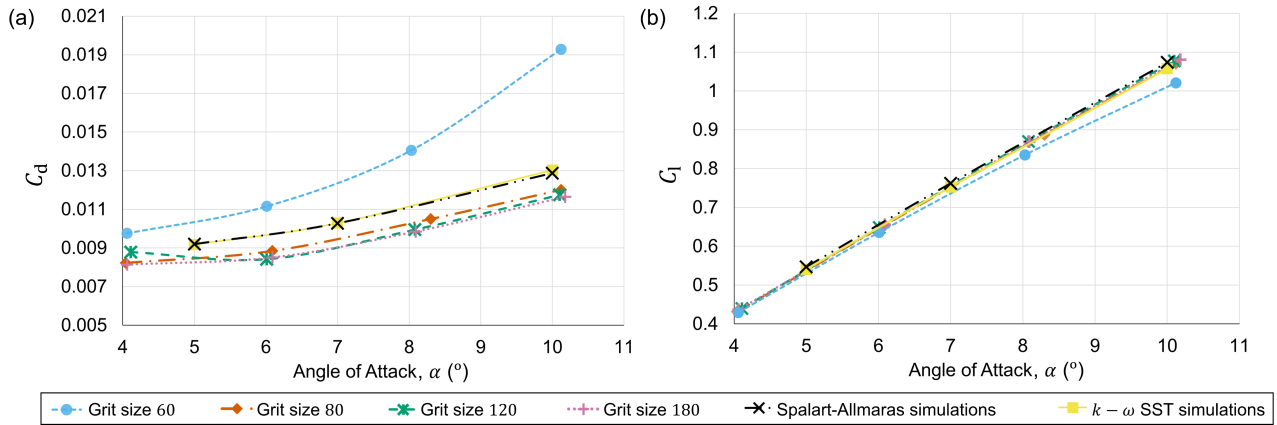 (a)
0.021
0.019
0.017
0.015
0.013
0.011
0.009
0.007
0.005
C_d
4 5 6 7 8 9 10 11
Angle of Attack, α (º)
(b)
1.2
1.1
1
0.9
0.8
0.7
0.6
0.5
0.4
C_l
4 5 6 7 8 9 10 11
Angle of Attack, α (º)
Grit size 60 Grit size 80 Grit size 120 Grit size 180 Spalart-Allmaras simulations k − ω SST simulations